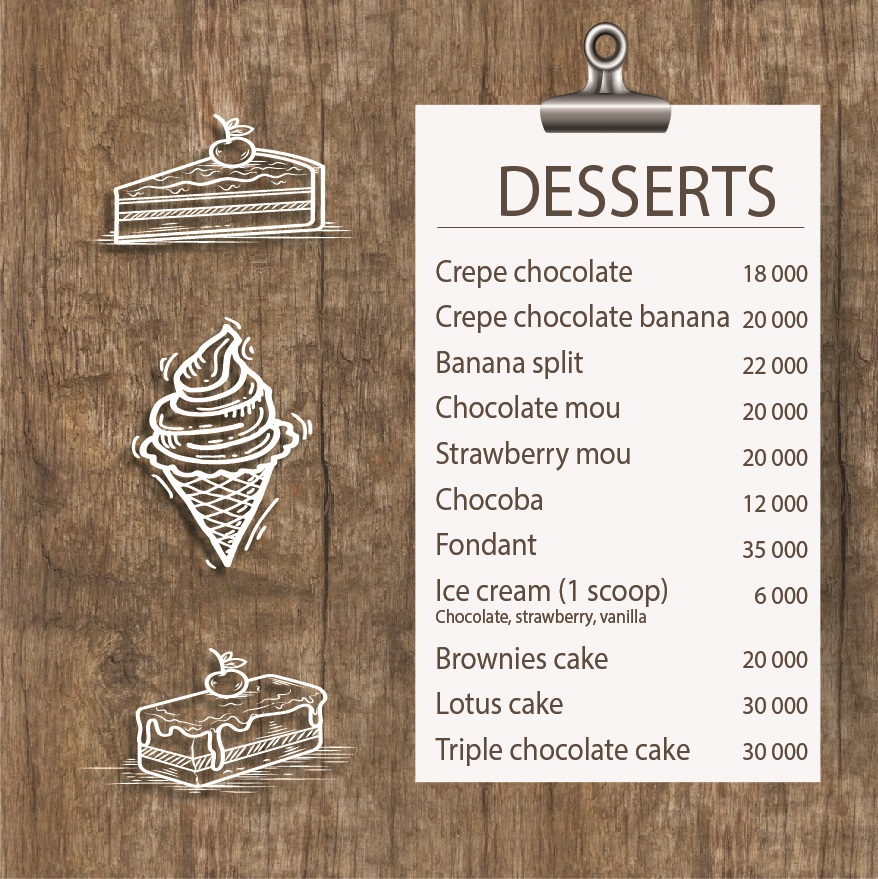 DESSERTS
Crepe chocolate 18 000
Crepe chocolate banana 20 000
Banana split 22 000
Chocolate mou 20 000
Strawberry mou 20 000
Chocoba 12 000
Fondant 35 000
Ice cream (1 scoop) 6 000
Chocolate, strawberry, vanilla
Brownies cake 20 000
Lotus cake 30 000
Triple chocolate cake 30 000